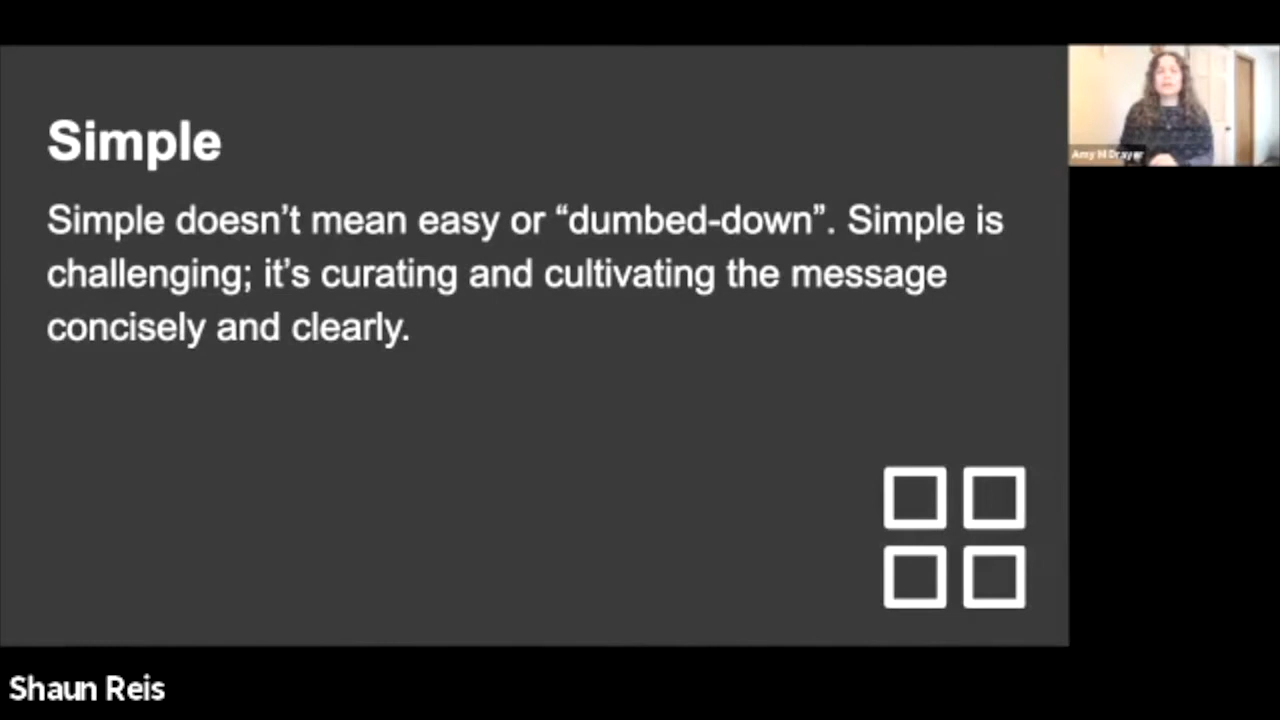 Simple
Simple doesn’t mean easy or “dumbed-down”. Simple is
challenging; it’s curating and cultivating the message
concisely and clearly.
Amy M Drayer
Shaun Reis